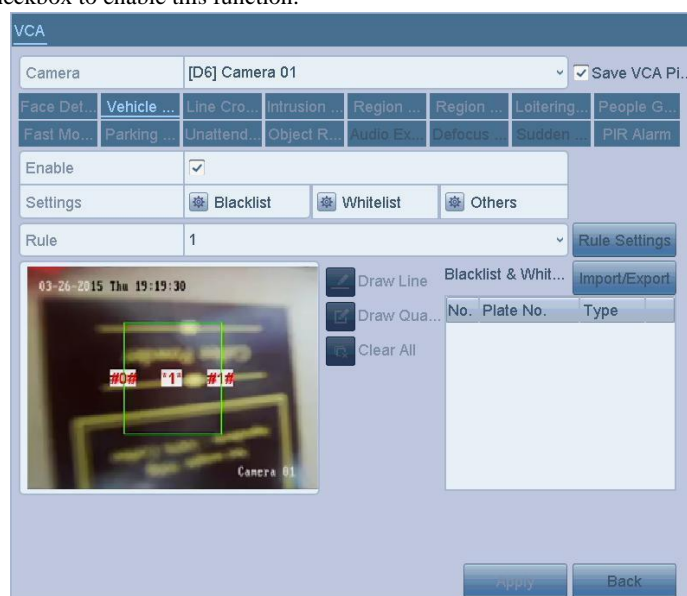 checkbox to enable this function.
VCA
Camera [D6] Camera 01 Save VCA Pi...
Face Det... Vehicle ... Line Cro... Intrusion ... Region ... Region ... Loitering... People G...
Fast Mo... Parking ... Unattend... Object R... Audio Ex... Defocus ... Sudden ... PIR Alarm
Enable
Settings Blacklist Whitelist Others
Rule 1 Rule Settings
03-26-2015 Thu 19:19:30 Draw Line Blacklist & Whit... Import/Export
Draw Qua... No. Plate No. Type
Clear All
#0# *1* #1#
Camera 01
Apply Back